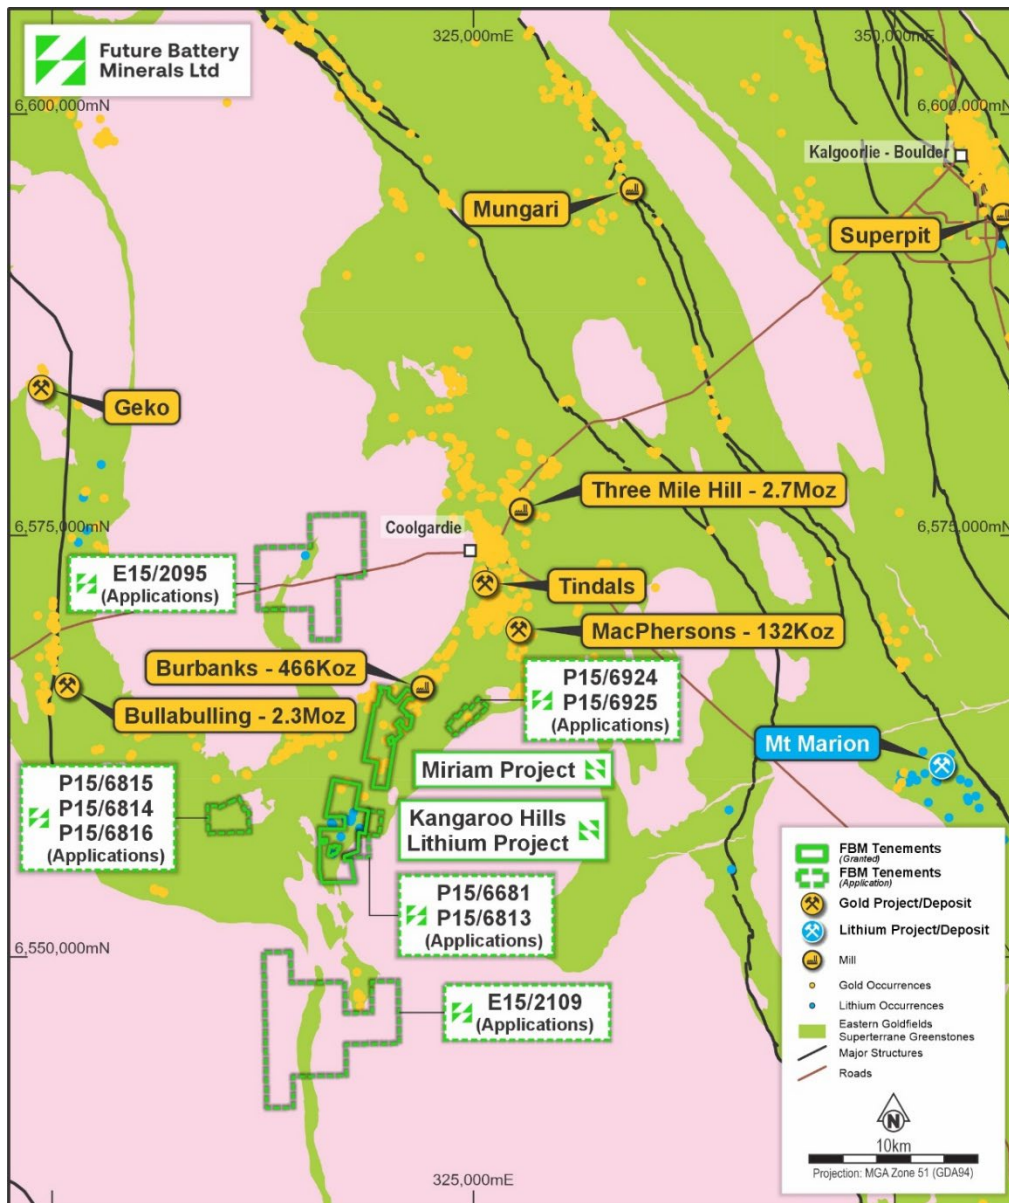 Future Battery
Minerals Ltd
325,000mE
350,000mE
6,600,000mN
6,600,000mN
Kalgoorlie - Boulder
Mungari
Superpit
Geko
Three Mile Hill - 2.7Moz
6,575,000mN
6,575,000mN
Coolgardie
E15/2095
(Applications)
Tindals
MacPhersons - 132Koz
Burbanks - 466Koz
P15/6924
P15/6925
(Applications)
Bullabulling - 2.3Moz
Mt Marion
Miriam Project
P15/6815
P15/6814
P15/6816
(Applications)
Kangaroo Hills
Lithium Project
P15/6681
P15/6813
(Applications)
6,550,000mN
E15/2109
(Applications)
FBM Tenements
(Granted)
FBM Tenements
(Application)
Gold Project/Deposit
Lithium Project/Deposit
Mill
Gold Occurrences
Lithium Occurrences
Eastern Goldfields
Superterrane Greenstones
Major Structures
Roads
N
10km
Projection: MGA Zone 51 (GDA94)
325,000mE